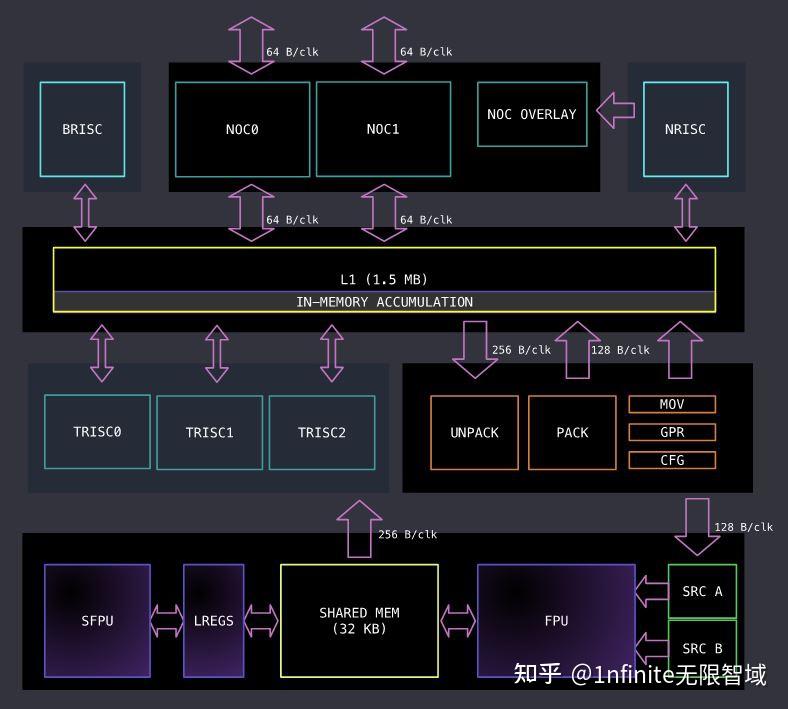 64 B/clk
64 B/clk
BRISC
NOC0
NOC1
NOC OVERLAY
NRISC
64 B/clk
64 B/clk
L1 (1.5 MB)
IN-MEMORY ACCUMULATION
256 B/clk
128 B/clk
TRISC0
TRISC1
TRISC2
UNPACK
PACK
MOV
GPR
CFG
256 B/clk
128 B/clk
SFPU
LREGS
SHARED MEM
(32 KB)
FPU
SRC A
SRC B
知乎 @1nfinite无限智域